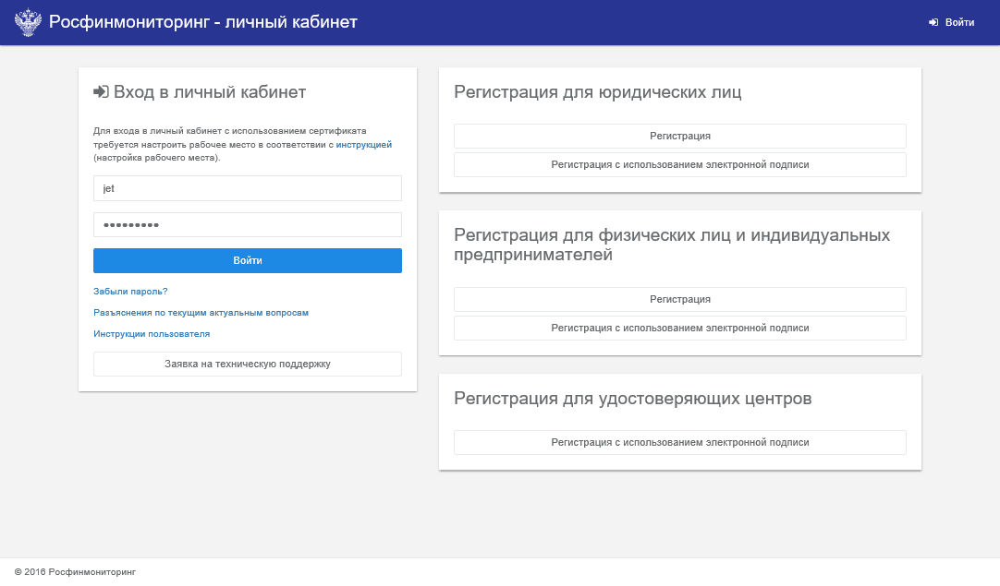 Росфинмониторинг - личный кабинет
Войти
Вход в личный кабинет
Для входа в личный кабинет с использованием сертификата
требуется настроить рабочее место в соответствии с инструкцией
(настройка рабочего места).
jet
•••••••••
Войти
Забыли пароль?
Разъяснения по текущим актуальным вопросам
Инструкции пользователя
Заявка на техническую поддержку
Регистрация для юридических лиц
Регистрация
Регистрация с использованием электронной подписи
Регистрация для физических лиц и индивидуальных
предпринимателей
Регистрация
Регистрация с использованием электронной подписи
Регистрация для удостоверяющих центров
Регистрация с использованием электронной подписи
© 2016 Росфинмониторинг